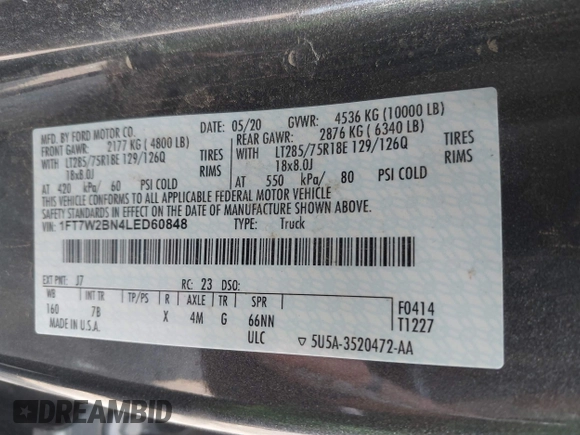 MFD. BY FORD MOTOR CO.
DATE: 05/20 GVWR: 4536 KG (10000 LB)
FRONT GAWR: 2177 KG ( 4800 LB)
REAR GAWR: 2876 KG ( 6340 LB)
WITH LT285/75R18E 129/126Q TIRES
WITH LT285/75R18E 129/126Q TIRES
18x8.0J RIMS
18x8.0J RIMS
AT 420 kPa/ 60 PSI COLD
AT 550 kPa/ 80 PSI COLD
THIS VEHICLE CONFORMS TO ALL APPLICABLE FEDERAL MOTOR VEHICLE
SAFETY STANDARDS IN EFFECT ON THE DATE OF MANUFACTURE SHOWN ABOVE.
VIN: 1FT7W2BN4LED60848 TYPE: Truck
EXT PNT: J7 RC: 23 DSO:
WB INT TR TP/PS R AXLE TR SPR
160 7B X 4M G 66NN
F0414
T1227
MADE IN U.S.A. ULC
▽ 5U5A-3520472-AA
DREAMBID